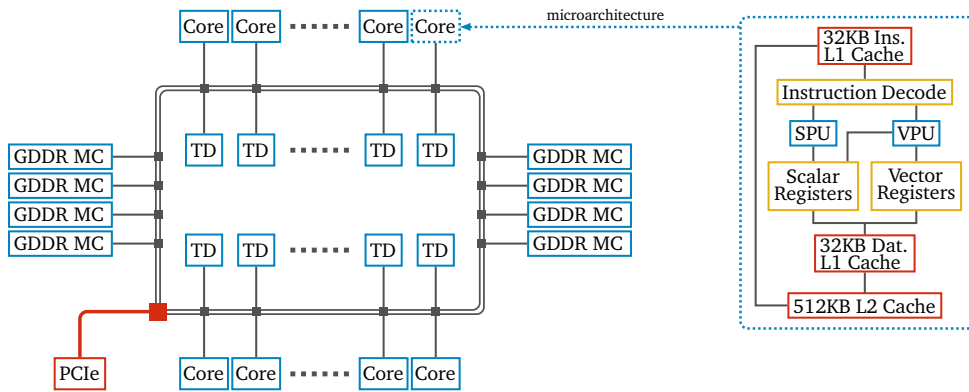 Core Core Core Core
microarchitecture
32KB Ins.
L1 Cache
Instruction Decode
SPU VPU
Scalar
Registers
Vector
Registers
32KB Dat.
L1 Cache
512KB L2 Cache
TD TD TD TD
GDDR MC
GDDR MC
GDDR MC
GDDR MC
GDDR MC
GDDR MC
GDDR MC
GDDR MC
TD TD TD TD
PCIe
Core Core Core Core